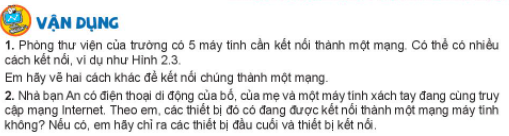 VẬN DỤNG
1. Phòng thư viện của trường có 5 máy tính cần kết nối thành một mạng. Có thể có nhiều
cách kết nối, ví dụ như Hình 2.3.
Em hãy vẽ hai cách khác để kết nối chúng thành một mạng.
2. Nhà bạn An có điện thoại di động của bố, của mẹ và một máy tính xách tay đang cùng truy
cập mạng Internet. Theo em, các thiết bị đó có đang được kết nối thành một mạng máy tính
không? Nếu có, em hãy chỉ ra các thiết bị đầu cuối và thiết bị kết nối.